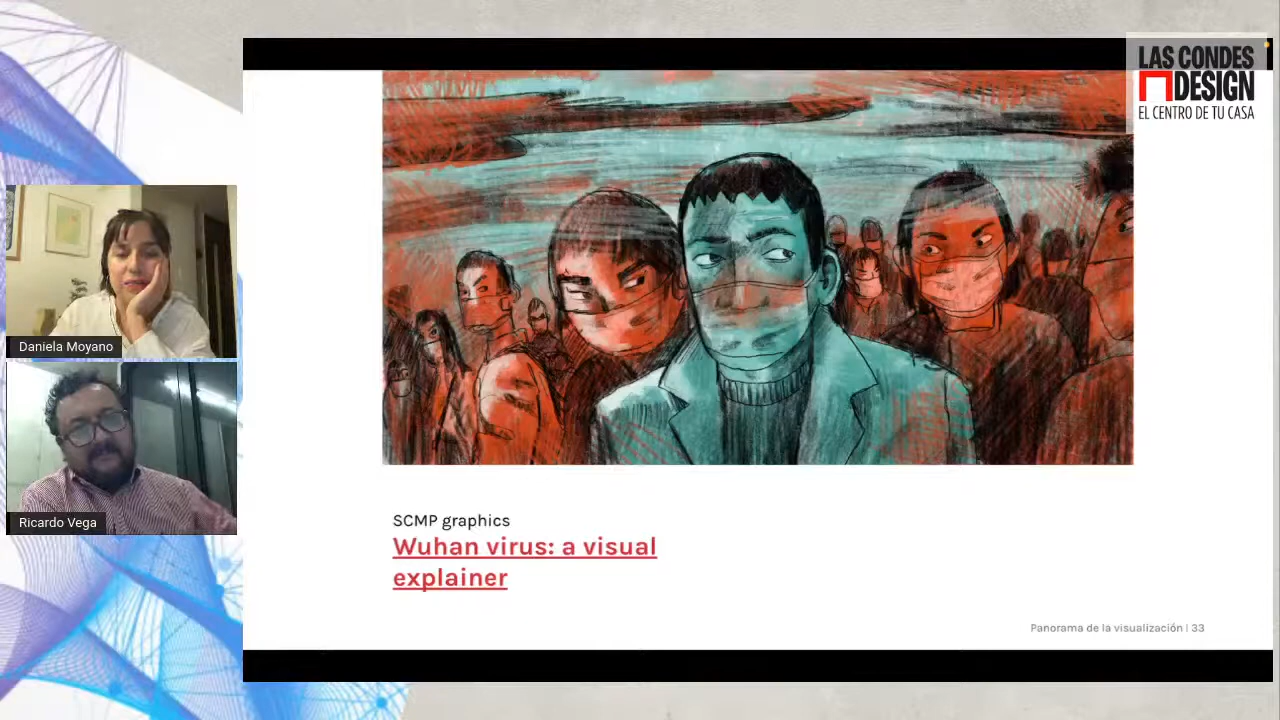 LAS CONDES
DESIGN
EL CENTRO DE TU CASA
Daniela Moyano
Ricardo Vega
SCMP graphics
Wuhan virus: a visual
explainer
Panorama de la visualización | 33